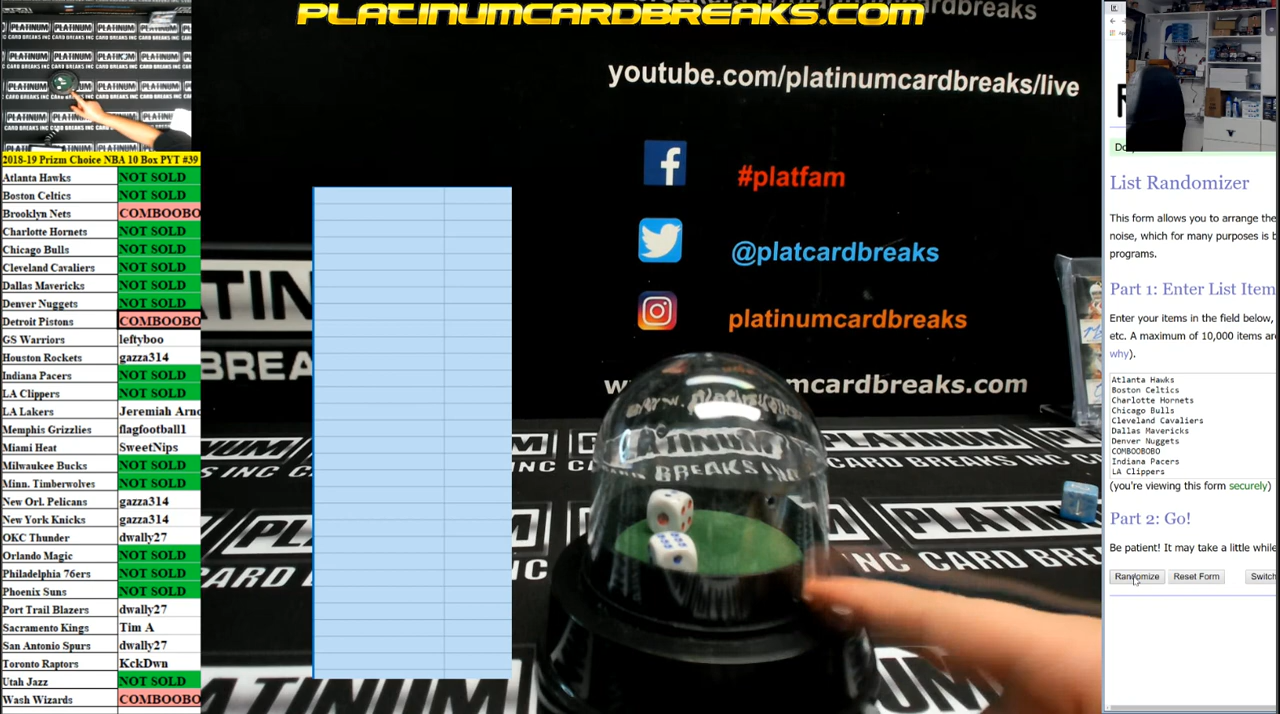 PLATINUMCARDBREAKS.COM
youtube.com/platinumcardbreaks/live
#platfam
@platcardbreaks
platinumcardbreaks
2018-19 Prizm Choice NBA 10 Box PYT #39
Atlanta Hawks NOT SOLD
Boston Celtics NOT SOLD
Brooklyn Nets COMBOOBO
Charlotte Hornets NOT SOLD
Chicago Bulls NOT SOLD
Cleveland Cavaliers NOT SOLD
Dallas Mavericks NOT SOLD
Denver Nuggets NOT SOLD
Detroit Pistons COMBOOBO
GS Warriors leftyboo
Houston Rockets gazza314
Indiana Pacers NOT SOLD
LA Clippers NOT SOLD
LA Lakers Jeremiah Arno
Memphis Grizzlies flagfootball1
Miami Heat SweetNips
Milwaukee Bucks NOT SOLD
Minn. Timberwolves NOT SOLD
New Orl. Pelicans gazza314
New York Knicks gazza314
OKC Thunder dwally27
Orlando Magic NOT SOLD
Philadelphia 76ers NOT SOLD
Phoenix Suns NOT SOLD
Port Trail Blazers dwally27
Sacramento Kings Tim A
San Antonio Spurs dwally27
Toronto Raptors KckDwn
Utah Jazz NOT SOLD
Wash Wizards COMBOOBO
List Randomizer
This form allows you to arrange the
noise, which for many purposes is b
programs.
Part 1: Enter List Item
Enter your items in the field below,
etc. A maximum of 10,000 items ar
why).
Atlanta Hawks
Boston Celtics
Charlotte Hornets
Chicago Bulls
Cleveland Cavaliers
Dallas Mavericks
Denver Nuggets
COMBOOBOBO
Indiana Pacers
LA Clippers
(you're viewing this form securely)
Part 2: Go!
Be patient! It may take a little while
Randomize Reset Form Switch